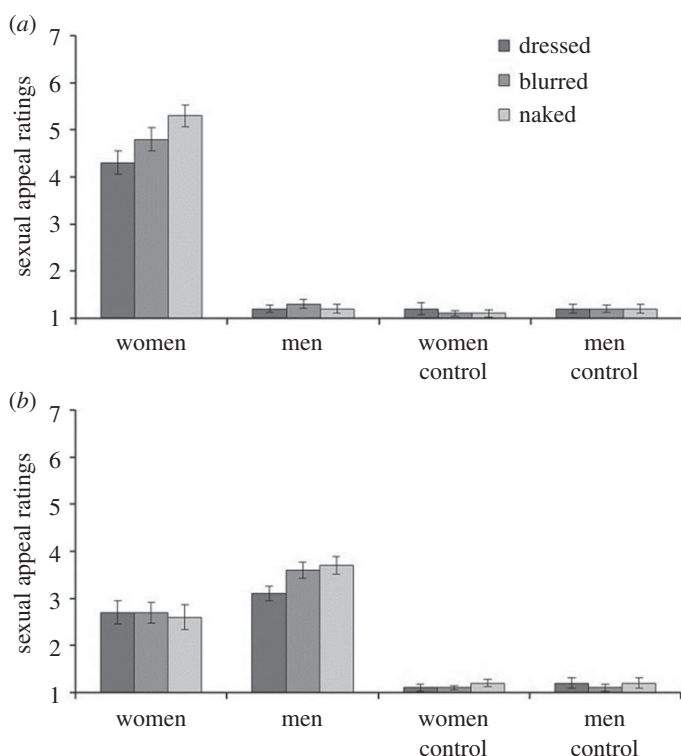 (a)
7
6
5
4
3
2
1
sexual appeal ratings
dressed
blurred
naked
women
men
women
control
men
control
(b)
7
6
5
4
3
2
1
sexual appeal ratings
women
men
women
control
men
control